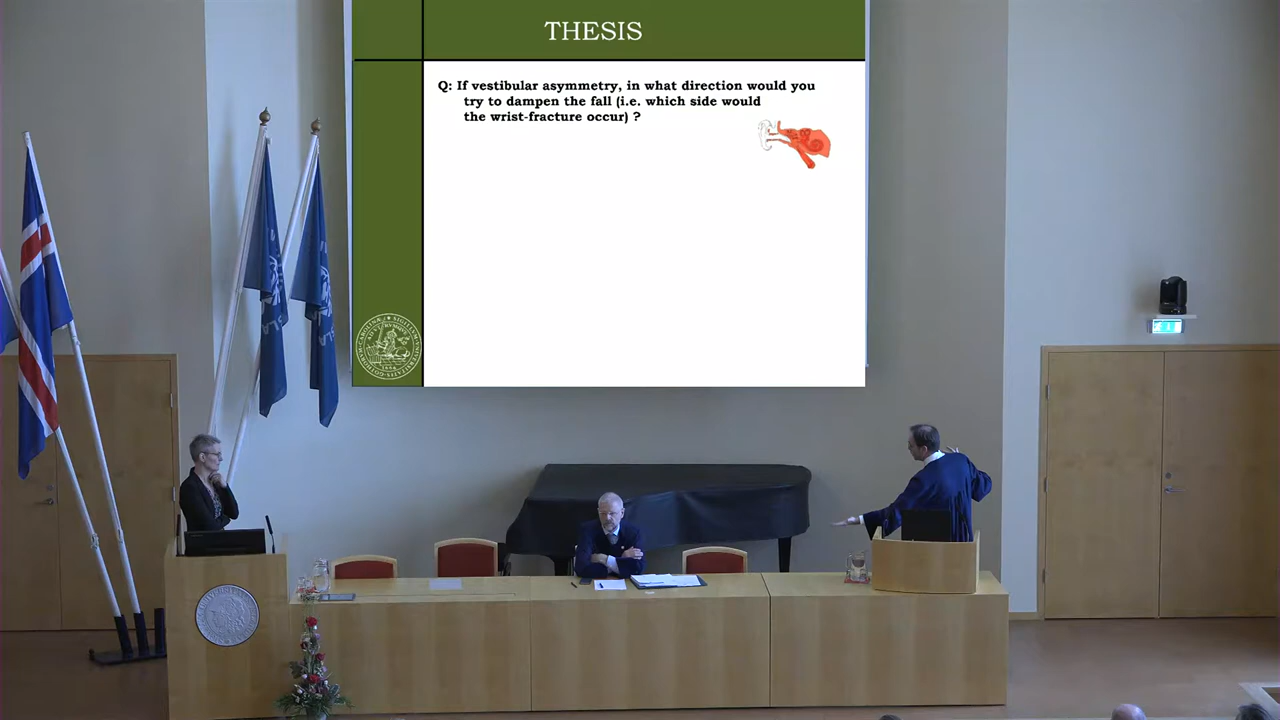 THESIS
Q: If vestibular asymmetry, in what direction would you
try to dampen the fall (i.e. which side would
the wrist-fracture occur) ?